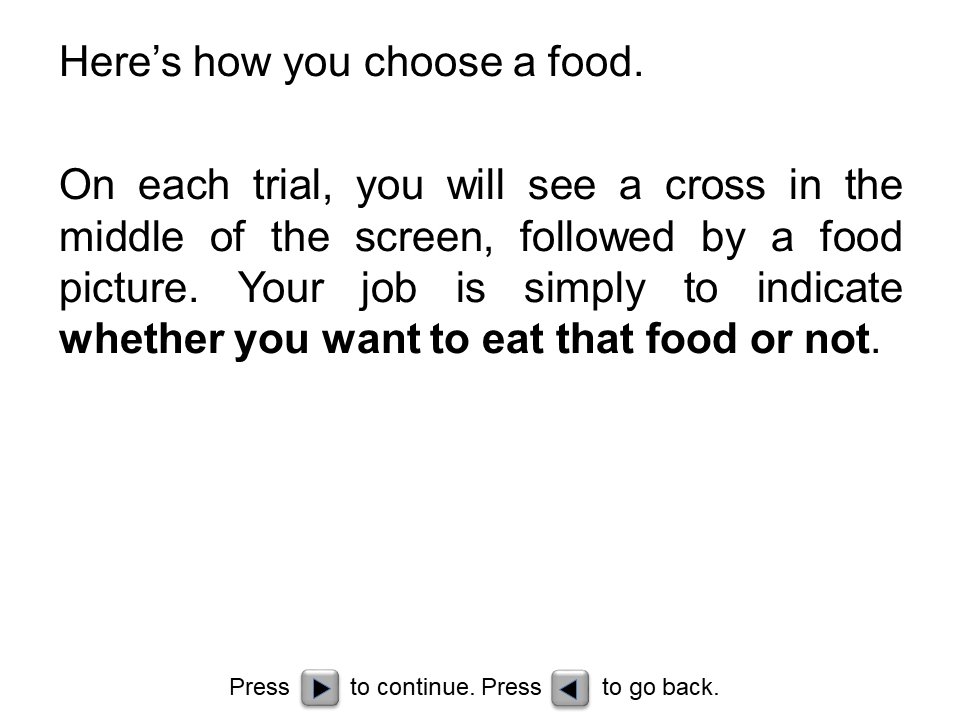 Here’s how you choose a food.
On each trial, you will see a cross in the
middle of the screen, followed by a food
picture. Your job is simply to indicate
whether you want to eat that food or not.
Press to continue. Press to go back.